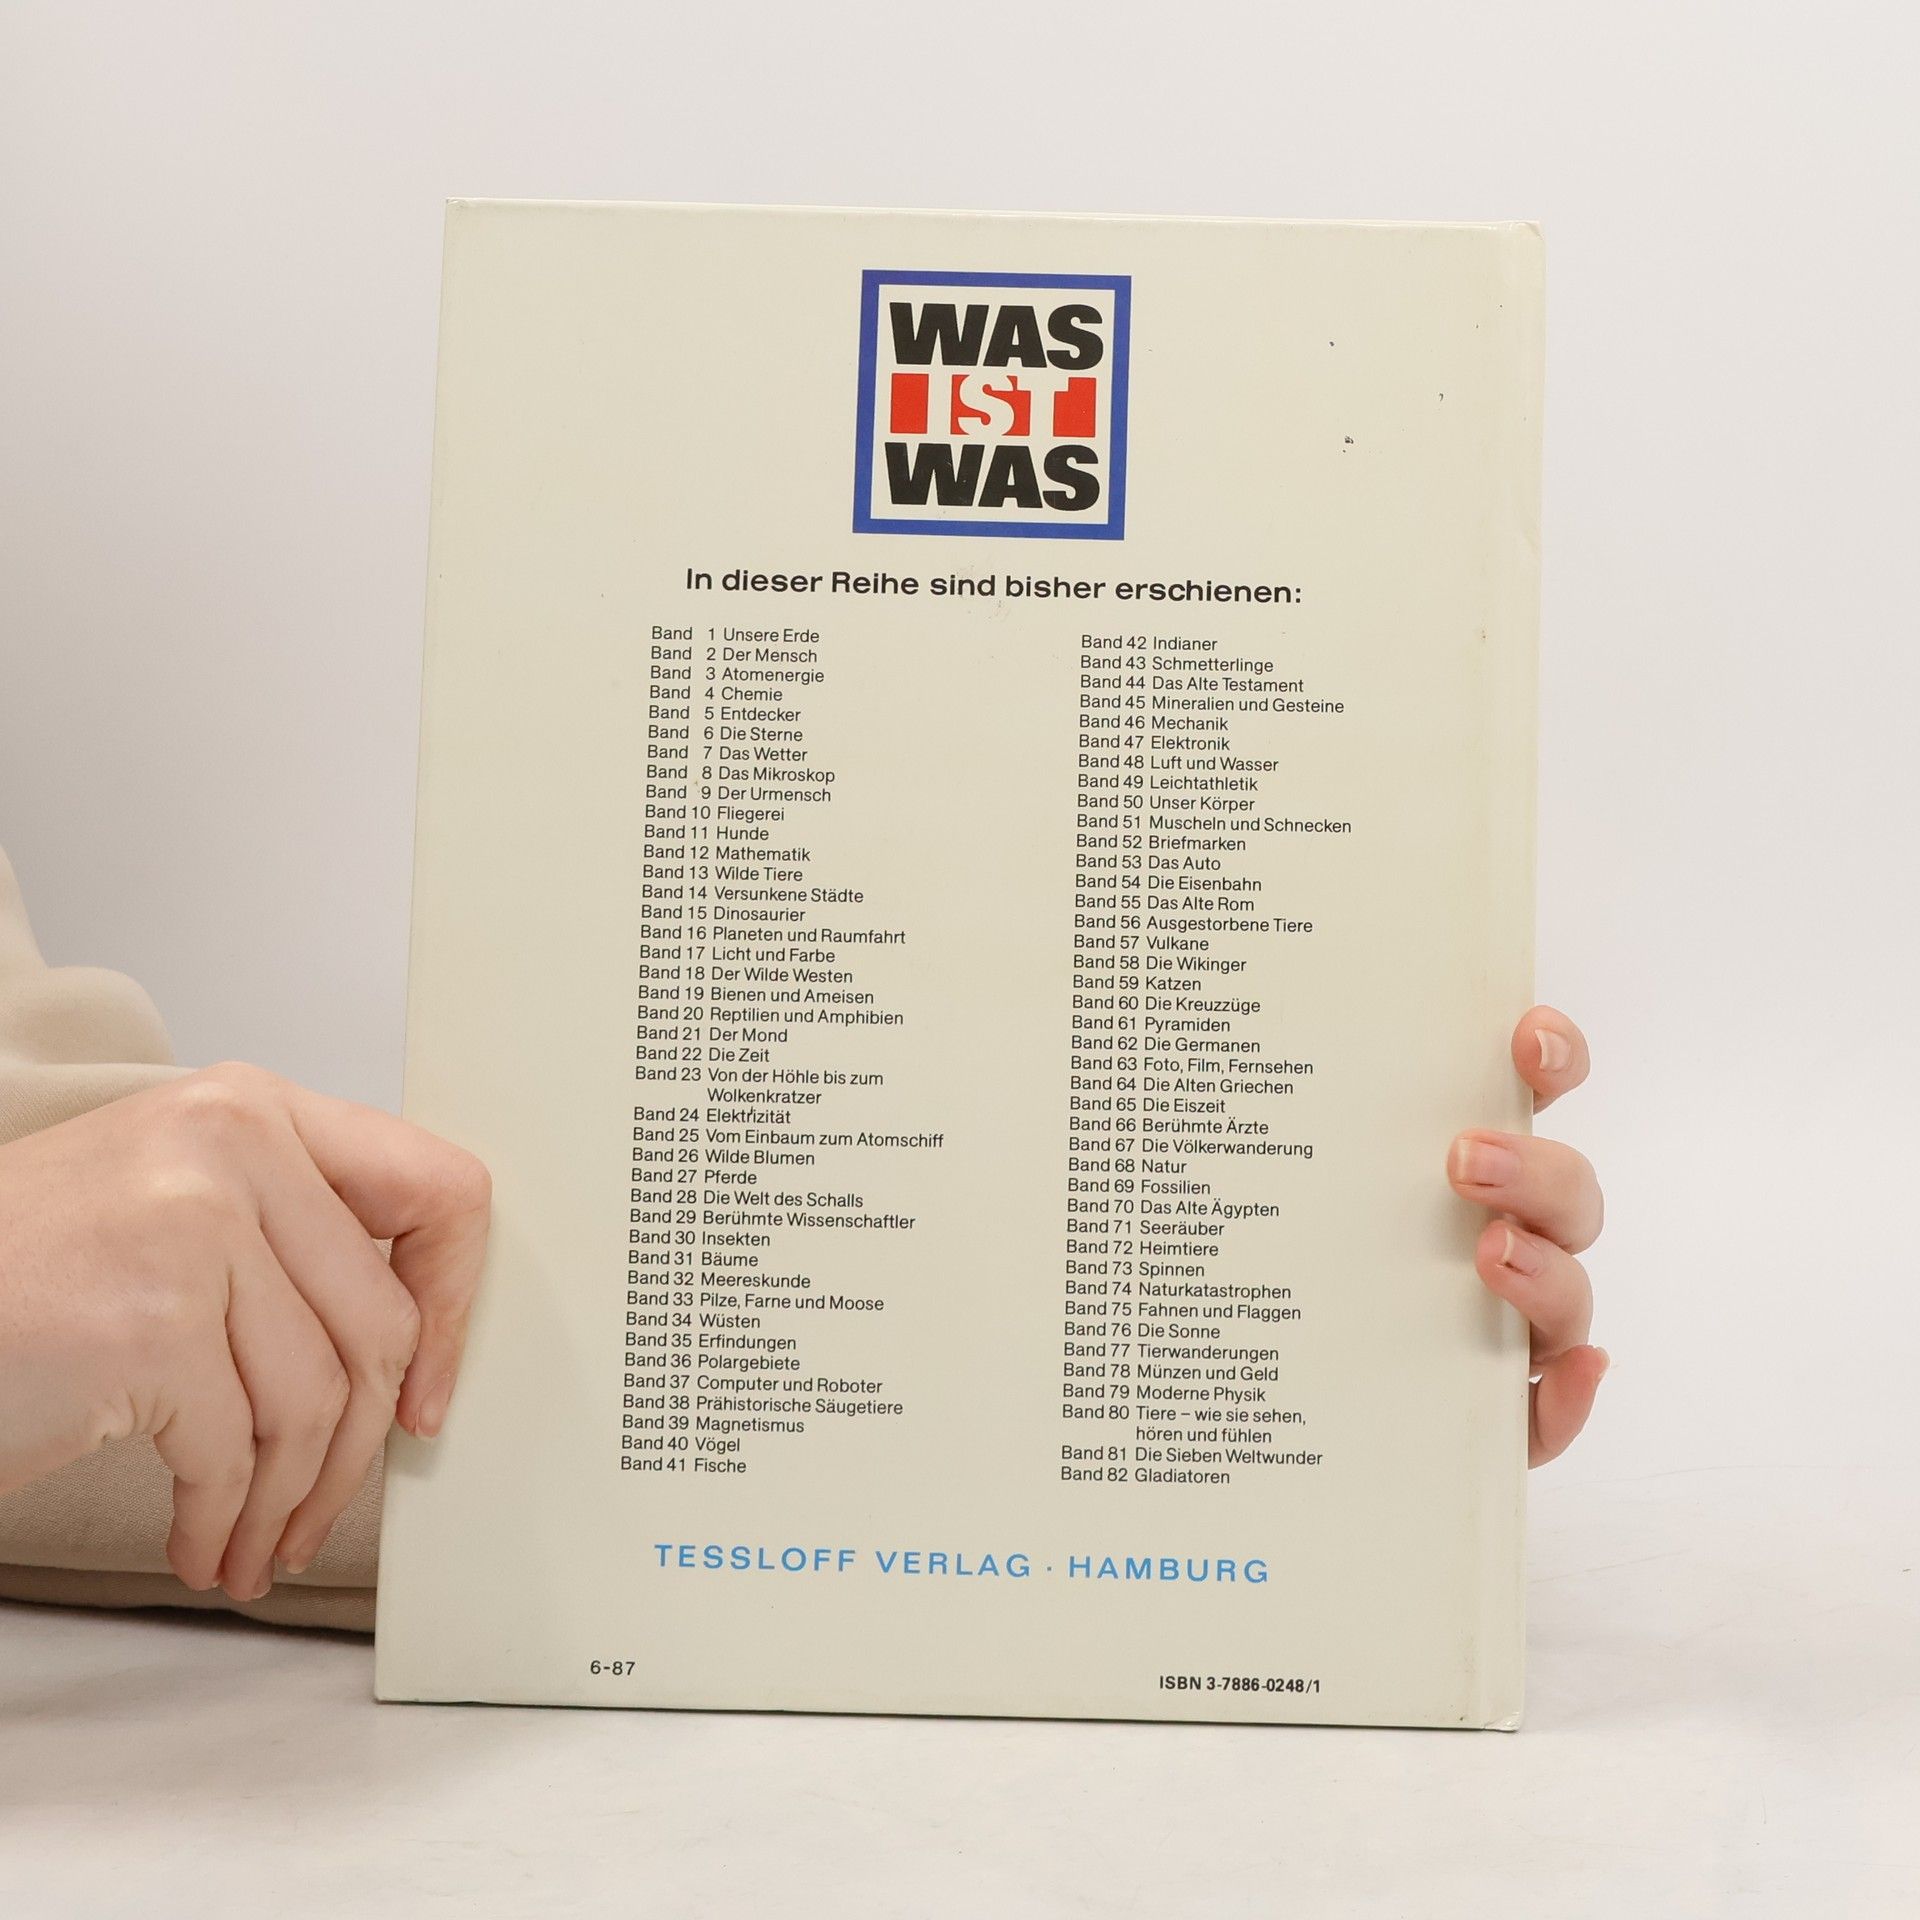 WAS
IST
WAS
In dieser Reihe sind bisher erschienen:
Band 1 Unsere Erde
Band 2 Der Mensch
Band 3 Atomenergie
Band 4 Chemie
Band 5 Entdecker
Band 6 Die Sterne
Band 7 Das Wetter
Band 8 Das Mikroskop
Band 9 Der Urmensch
Band 10 Fliegerei
Band 11 Hunde
Band 12 Mathematik
Band 13 Wilde Tiere
Band 14 Versunkene Städte
Band 15 Dinosaurier
Band 16 Planeten und Raumfahrt
Band 17 Licht und Farbe
Band 18 Der Wilde Westen
Band 19 Bienen und Ameisen
Band 20 Reptilien und Amphibien
Band 21 Der Mond
Band 22 Die Zeit
Band 23 Von der Höhle bis zum
Wolkenkratzer
Band 24 Elektrizität
Band 25 Vom Einbaum zum Atomschiff
Band 26 Wilde Blumen
Band 27 Pferde
Band 28 Die Welt des Schalls
Band 29 Berühmte Wissenschaftler
Band 30 Insekten
Band 31 Bäume
Band 32 Meereskunde
Band 33 Pilze, Farne und Moose
Band 34 Wüsten
Band 35 Erfindungen
Band 36 Polargebiete
Band 37 Computer und Roboter
Band 38 Prähistorische Säugetiere
Band 39 Magnetismus
Band 40 Vögel
Band 41 Fische
Band 42 Indianer
Band 43 Schmetterlinge
Band 44 Das Alte Testament
Band 45 Mineralien und Gesteine
Band 46 Mechanik
Band 47 Elektronik
Band 48 Luft und Wasser
Band 49 Leichtathletik
Band 50 Unser Körper
Band 51 Muscheln und Schnecken
Band 52 Briefmarken
Band 53 Das Auto
Band 54 Die Eisenbahn
Band 55 Das Alte Rom
Band 56 Ausgestorbene Tiere
Band 57 Vulkane
Band 58 Die Wikinger
Band 59 Katzen
Band 60 Die Kreuzzüge
Band 61 Pyramiden
Band 62 Die Germanen
Band 63 Foto, Film, Fernsehen
Band 64 Die Alten Griechen
Band 65 Die Eiszeit
Band 66 Berühmte Ärzte
Band 67 Die Völkerwanderung
Band 68 Natur
Band 69 Fossilien
Band 70 Das Alte Ägypten
Band 71 Seeräuber
Band 72 Heimtiere
Band 73 Spinnen
Band 74 Naturkatastrophen
Band 75 Fahnen und Flaggen
Band 76 Die Sonne
Band 77 Tierwanderungen
Band 78 Münzen und Geld
Band 79 Moderne Physik
Band 80 Tiere – wie sie sehen,
hören und fühlen
Band 81 Die Sieben Weltwunder
Band 82 Gladiatoren
TESSLOFF VERLAG · HAMBURG
6-87
ISBN 3-7886-0248/1